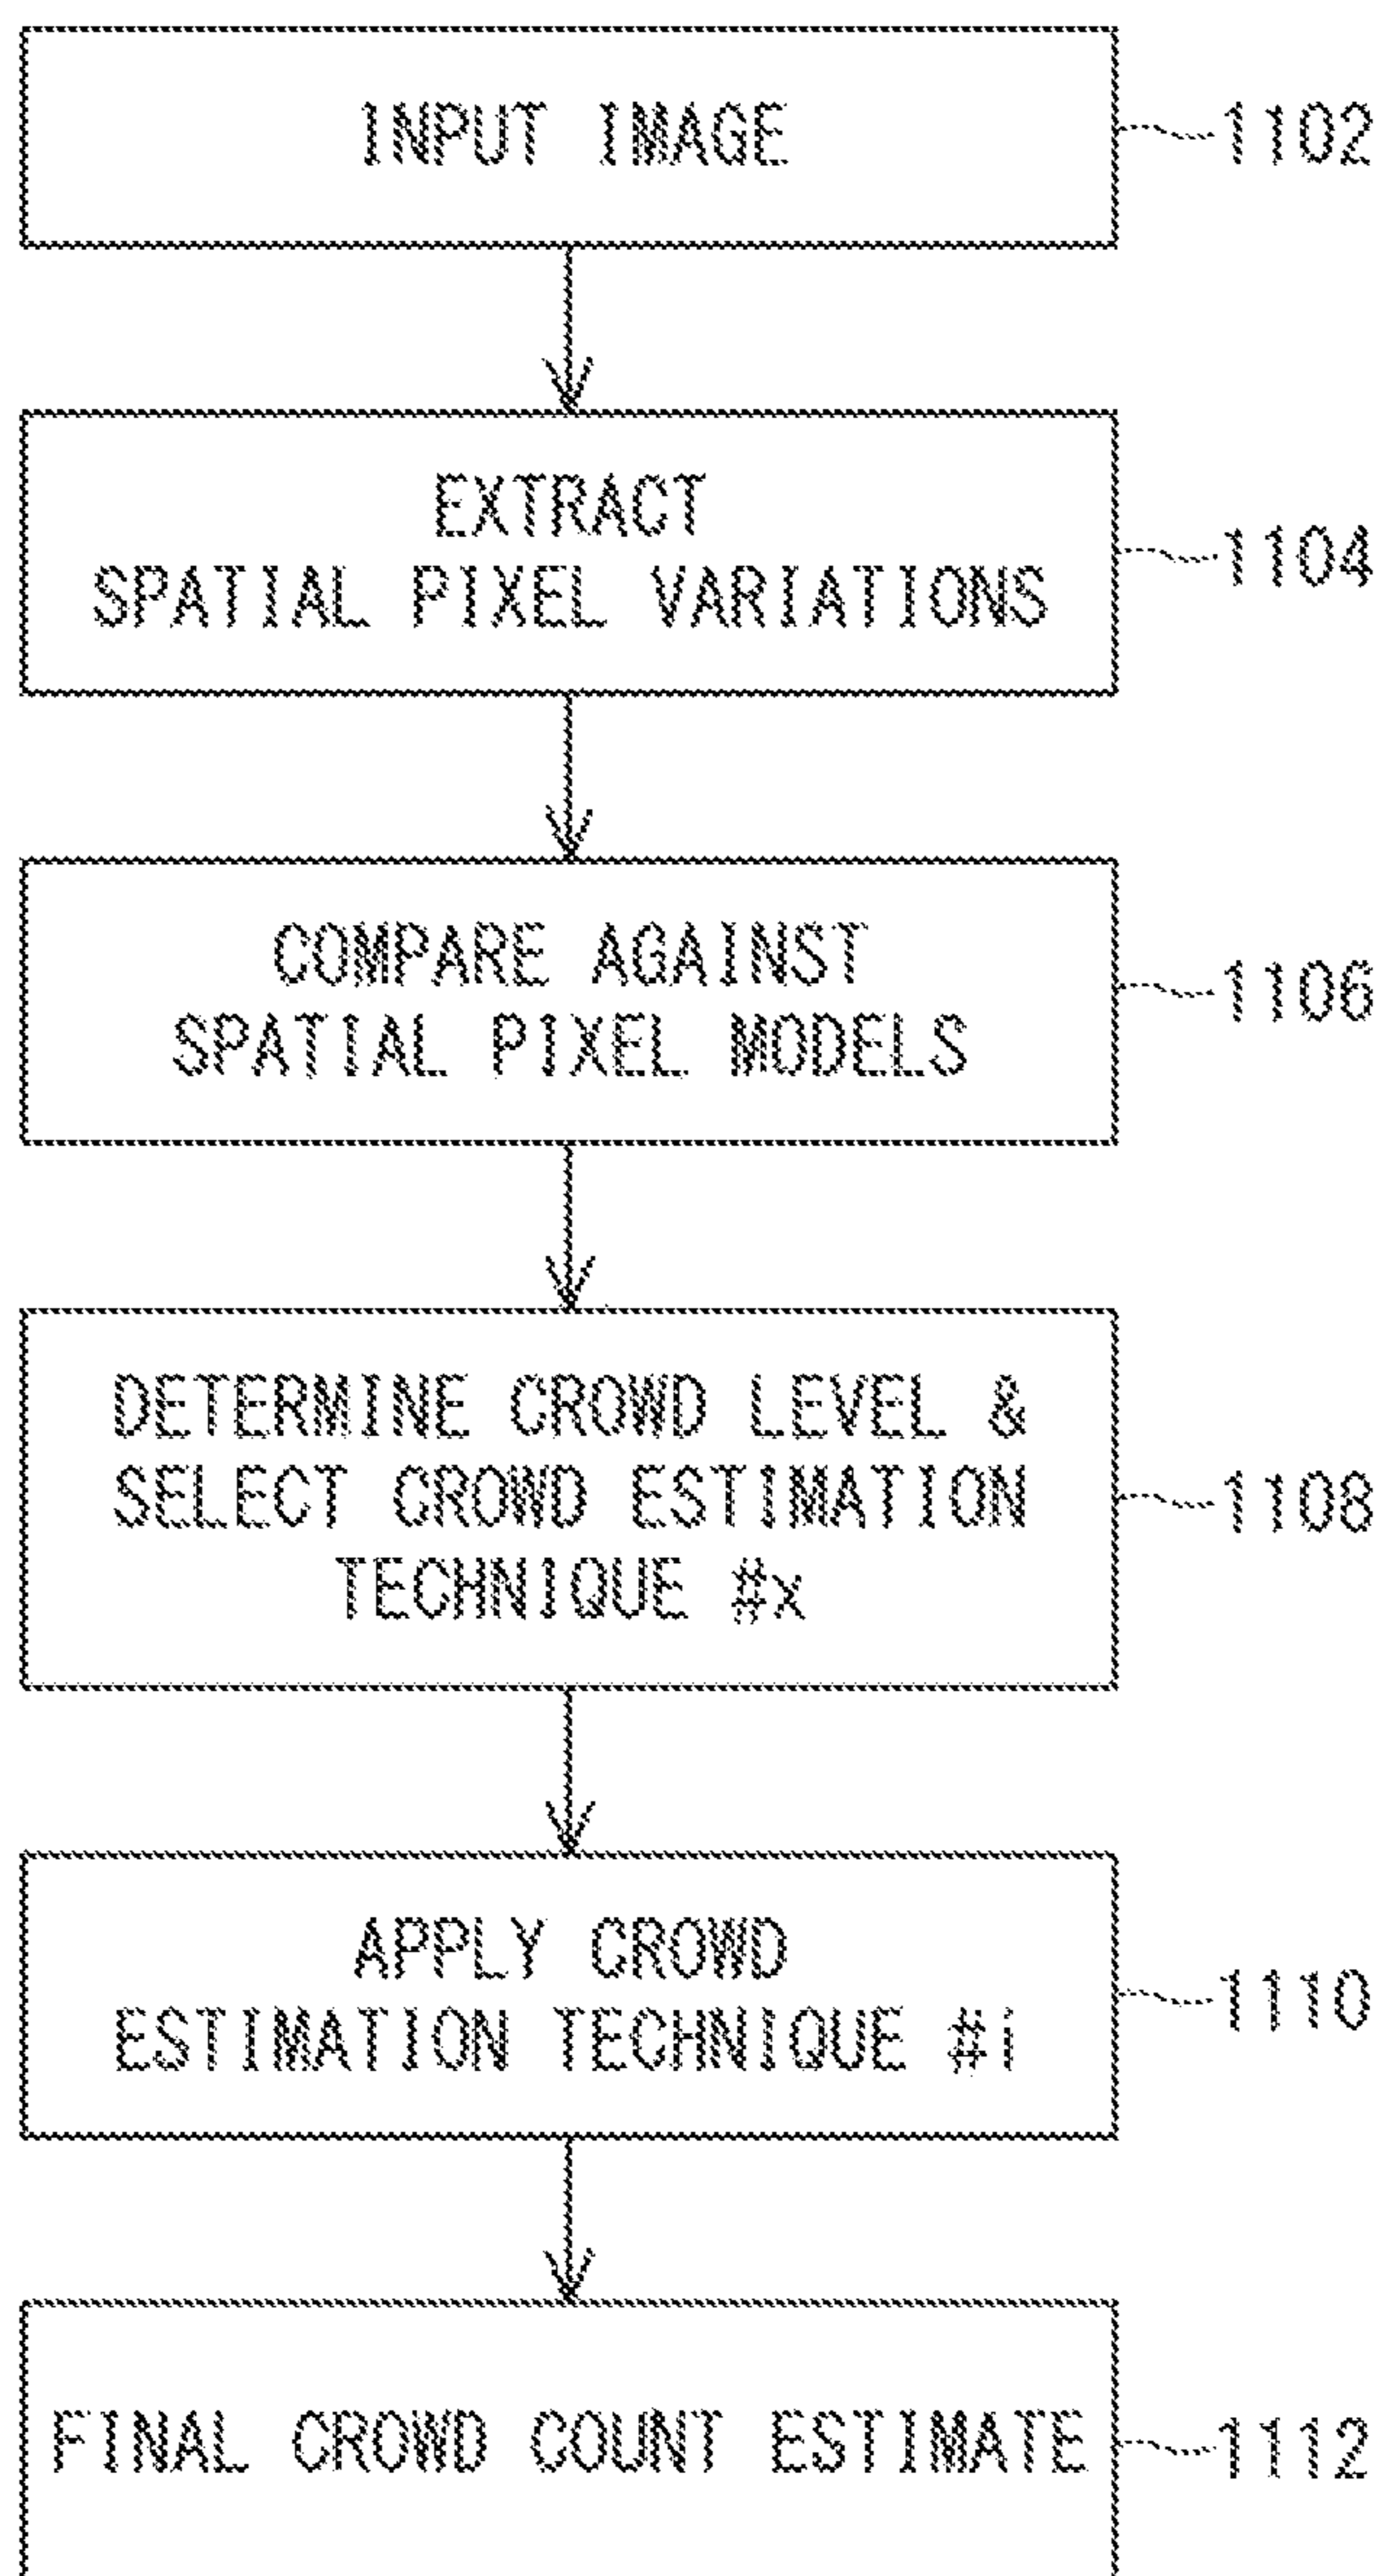 INPUT IMAGE
1102
EXTRACT
SPATIAL PIXEL VARIATIONS
1104
COMPARE AGAINST
SPATIAL PIXEL MODELS
1106
DETERMINE CROWD LEVEL &
SELECT CROWD ESTIMATION
TECHNIQUE #x
1108
APPLY CROWD
ESTIMATION TECHNIQUE #i
1110
FINAL CROWD COUNT ESTIMATE
1112